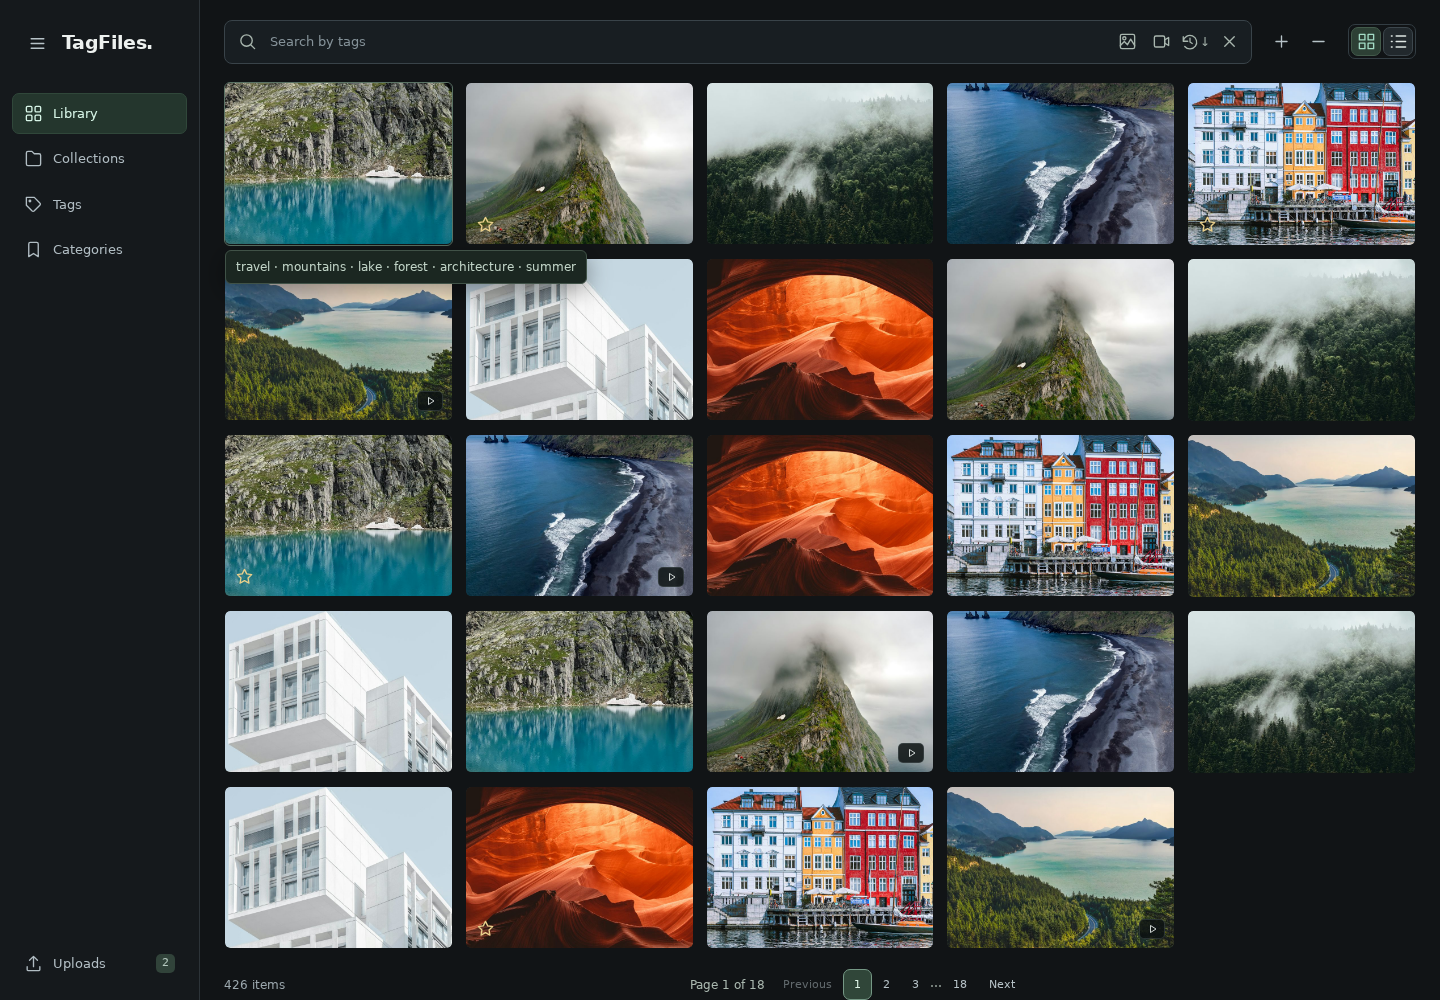 TagFiles.
Search by tags
Library
Collections
Tags
Categories
travel · mountains · lake · forest · architecture · summer
Uploads 2
426 items
Page 1 of 18 Previous 1 2 3 ... 18 Next